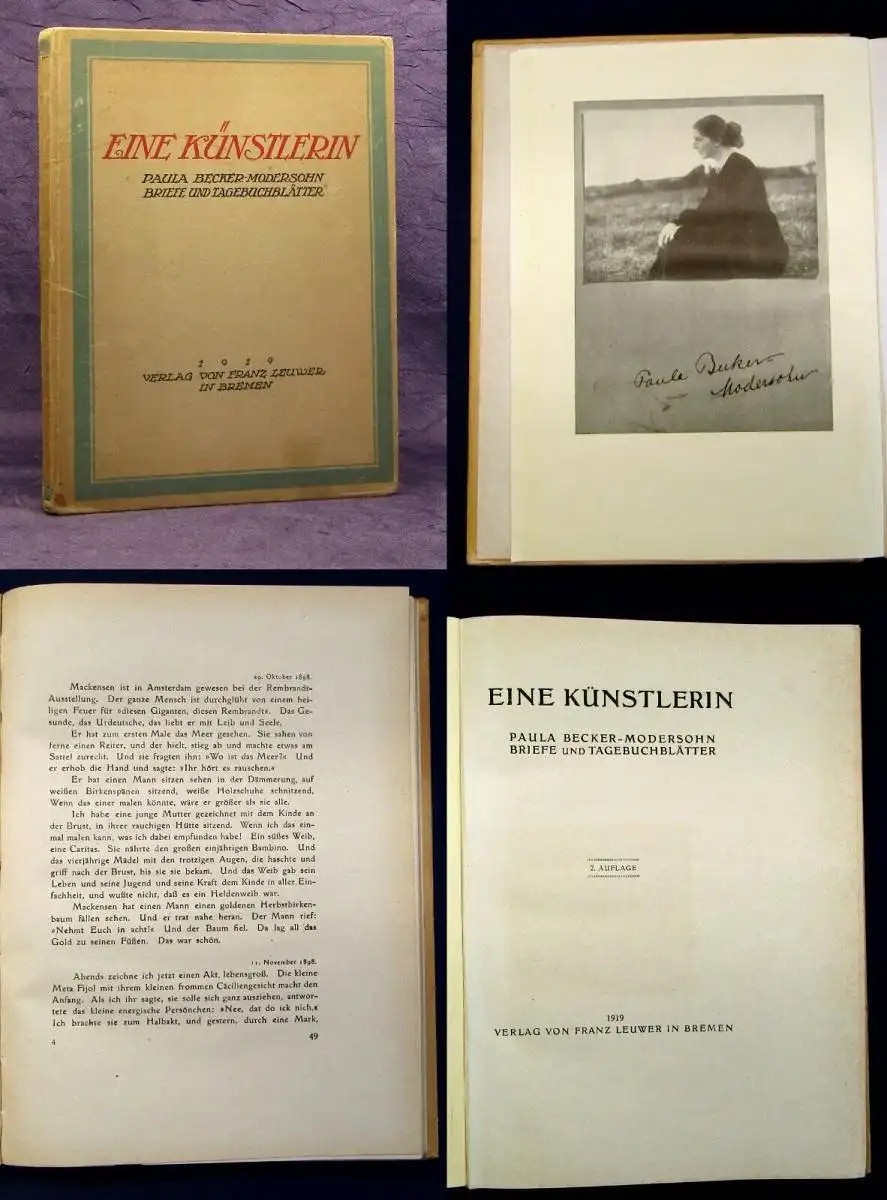 EINE KÜNSTLERIN
PAULA BECKER-MODERSOHN
BRIEFE UND TAGEBUCHBLÄTTER
1919
VERLAG VON FRANZ LEUWER
IN BREMEN
Paula Becker-
Modersohn
29. Oktober 1898.
Mackensen ist in Amsterdam gewesen bei der Rembrandt-
Ausstellung. Der ganze Mensch ist durchglüht von einem hei-
ligen Feuer für »diesen Giganten, diesen Rembrandt«. Das Ge-
sunde, das Urdeutsche, das liebt er mit Leib und Seele.
Er hat zum ersten Male das Meer gesehen. Sie sahen von
ferne einen Reiter, und der hielt, stieg ab und machte etwas am
Sattel zurecht. Und sie fragten ihn: »Wo ist das Meer?« Und
er erhob die Hand und sagte: »Ihr hört es rauschen.«
Er hat einen Mann sitzen sehen in der Dämmerung, auf
weißen Birkenspänen sitzend, weiße Holzschuhe schnitzend,
Wenn das einer malen könnte, wäre er größer als sie alle.
Ich habe eine junge Mutter gezeichnet mit dem Kinde an
der Brust, in ihrer rauchigen Hütte sitzend. Wenn ich das ein-
mal malen kann, was ich dabei empfunden habe! Ein süßes Weib,
eine Caritas. Sie nährte den großen einjährigen Bambino. Und
das vierjährige Mädel mit den trotzigen Augen, die haschte und
griff nach der Brust, bis sie sie bekam. Und das Weib gab sein
Leben und seine Jugend und seine Kraft dem Kinde in aller Ein-
fachheit, und wußte nicht, daß es ein Heldenweib war.
Mackensen hat einen Mann einen goldenen Herbstbirken-
baum fällen sehen. Und er trat nahe heran. Der Mann rief:
»Nehmt Euch in acht!« Und der Baum fiel. Da lag all das
Gold zu seinen Füßen. Das war schön.
11. November 1898.
Abends zeichne ich jetzt einen Akt, lebensgroß. Die kleine
Meta Fijol mit ihrem kleinen frommen Cäciliengesicht macht den
Anfang. Als ich ihr sagte, sie solle sich ganz ausziehen, antwor-
tete das kleine energische Persönchen: »Nee, dat do ick nich.«
Ich brachte sie zum Halbakt, und gestern, durch eine Mark,
4
49
EINE KÜNSTLERIN
PAULA BECKER-MODERSOHN
BRIEFE UND TAGEBUCHBLÄTTER
2. AUFLAGE
1919
VERLAG VON FRANZ LEUWER IN BREMEN